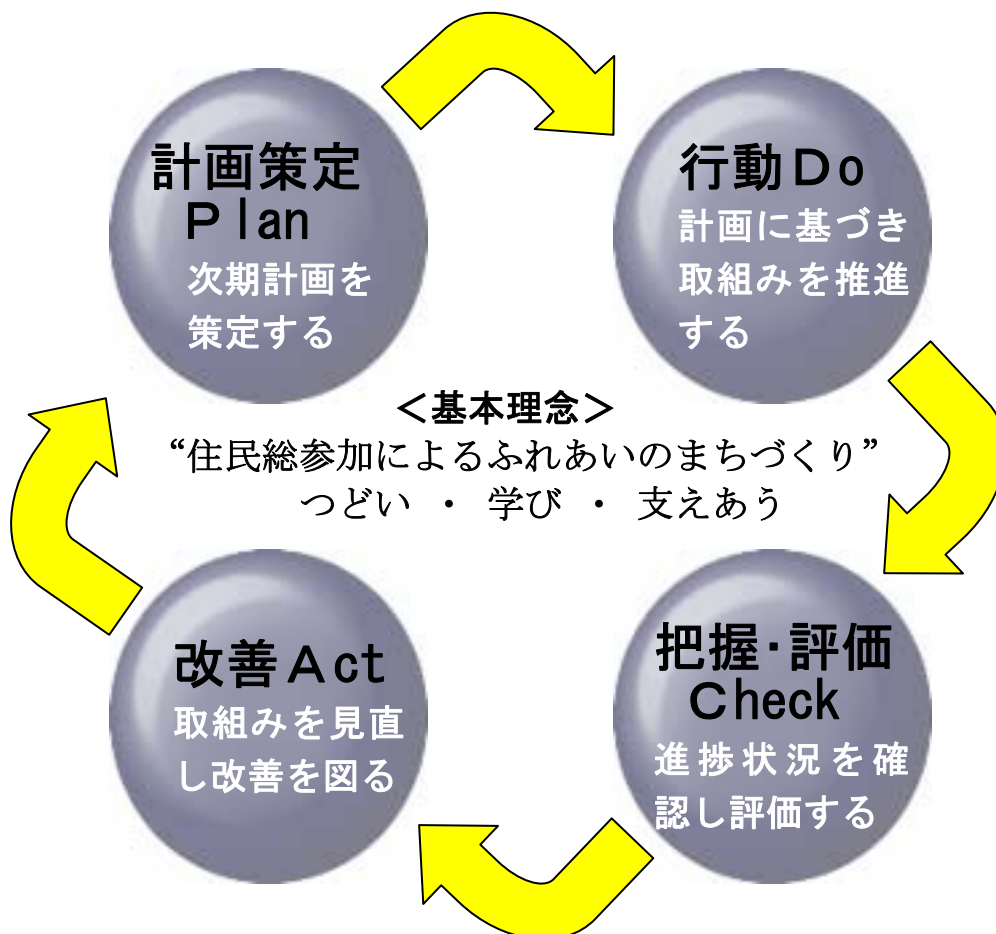 計画策定
Plan
次期計画を
策定する
行動Do
計画に基づき
取組みを推進
する
＜基本理念＞
“住民総参加によるふれあいのまちづくり”
つどい ・ 学び ・ 支えあう
改善Act
取組みを見直
し改善を図る
把握・評価
Check
進捗状況を確
認し評価する